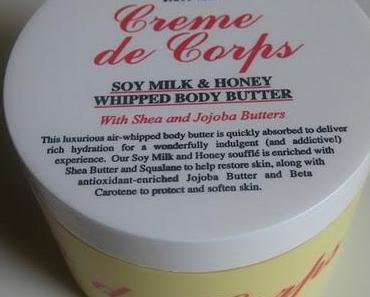 Creme
de Corps
SOY MILK & HONEY
WHIPPED BODY BUTTER
With Shea and Jojoba Butters
This luxurious air-whipped body butter is quickly absorbed to deliver
rich hydration for a wonderfully indulgent (and addictive!)
experience. Our Soy Milk and Honey soufflé is enriched with
Shea Butter and Squalane to help restore skin, along with
antioxidant-enriched Jojoba Butter and Beta
Carotene to protect and soften skin.
Corps